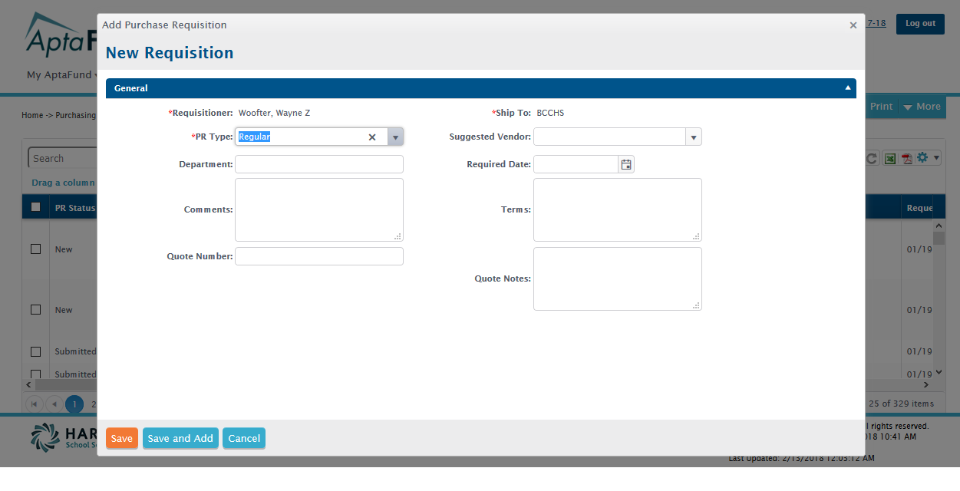 Add Purchase Requisition
New Requisition
AptaF
7-18
Log out
My AptaFund
Home -> Purchasing
Print
More
General
*Requisitioner: Woofter, Wayne Z
*Ship To: BCCHS
*PR Type: Regular
Suggested Vendor:
Department:
Required Date:
Comments:
Terms:
Quote Number:
Quote Notes:
Search
Drag a column
PR Status
Reque
New
01/19
New
01/19
Submitted
01/19
Submitted
01/19
1 2
25 of 329 items
Save
Save and Add
Cancel
HAR
School S
l rights reserved.
018 10:41 AM
Last Updated: 2/13/2018 12:05:12 AM